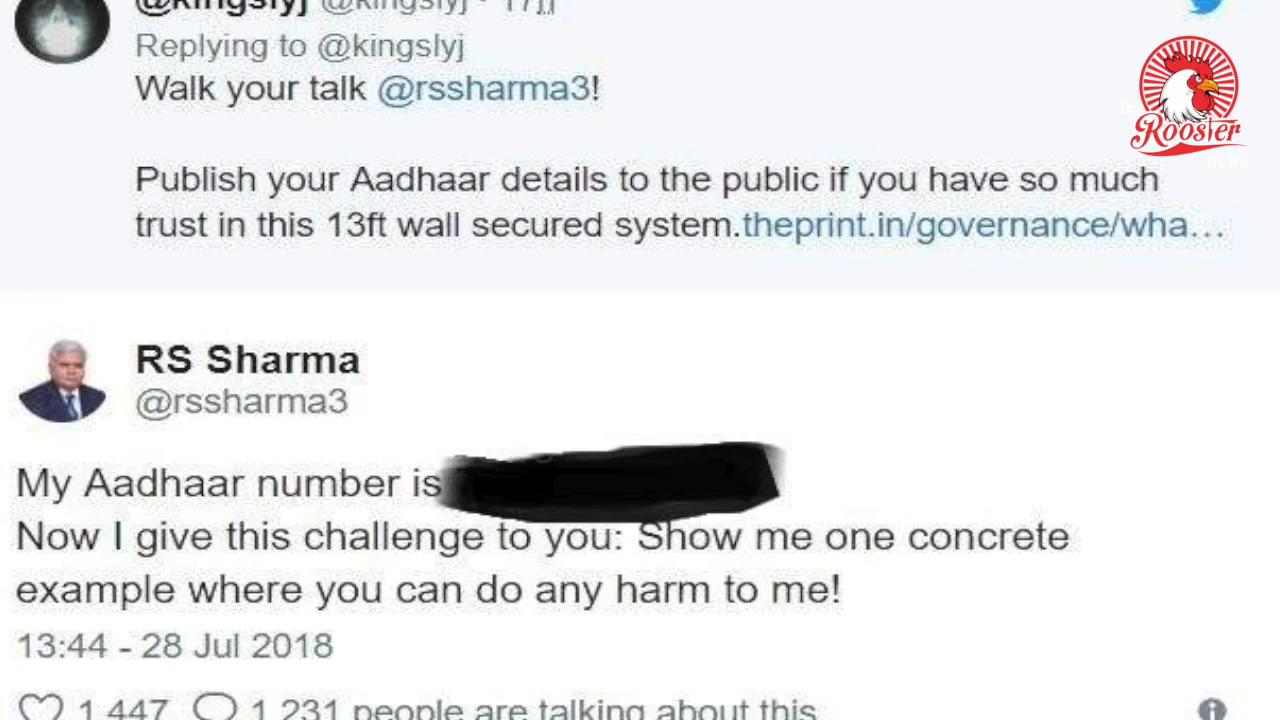 @kingslyj @kingslyj
Replying to @kingslyj
Walk your talk @rssharma3!
Rooster
Publish your Aadhaar details to the public if you have so much
trust in this 13ft wall secured system.theprint.in/governance/wha…
RS Sharma
@rssharma3
My Aadhaar number is
Now I give this challenge to you: Show me one concrete
example where you can do any harm to me!
13:44 - 28 Jul 2018
1,447 1,231 people are talking about this